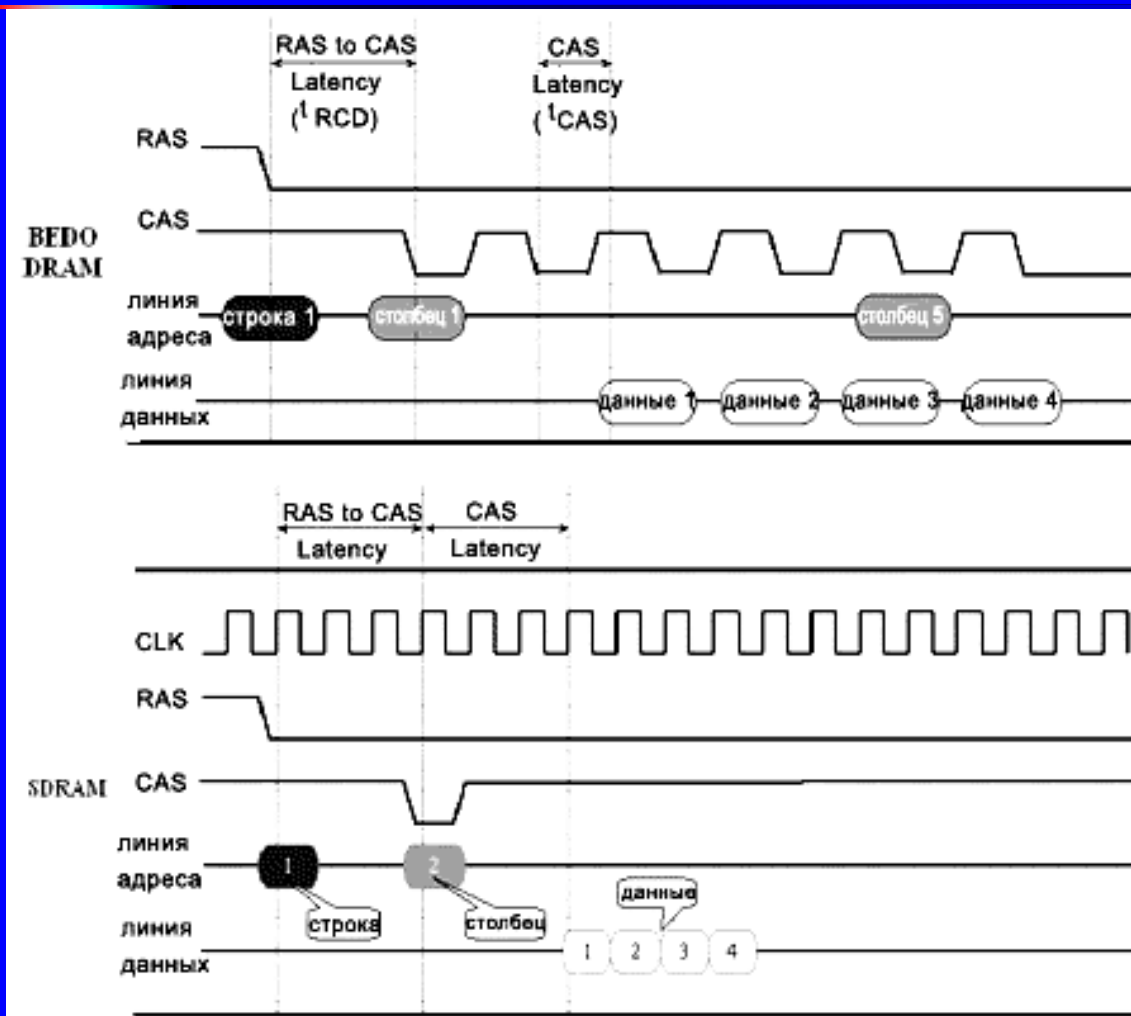 RAS to CAS
Latency
(t RCD)
CAS
Latency
(tCAS)
RAS
CAS
BEDO
DRAM
линия
адреса
строка 1
столбец 1
столбец 5
линия
данных
данные 1
данные 2
данные 3
данные 4
RAS to CAS
Latency
CAS
Latency
CLK
RAS
SDRAM
CAS
линия
адреса
1
2
строка
столбец
данные
линия
данных
1
2
3
4